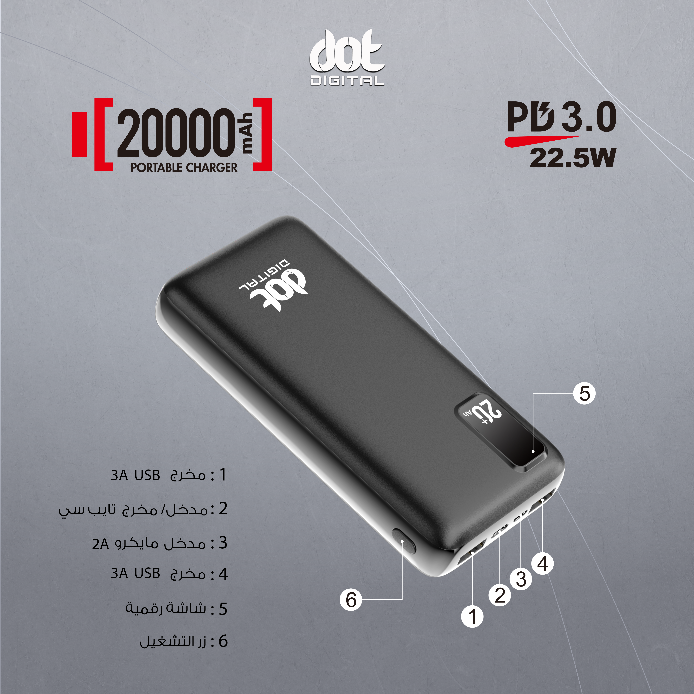 dot
DIGITAL
20000mAh
PORTABLE CHARGER
PD 3.0
22.5W
dot
DIGITAL
20+
Ah
5
1 : مخرج 3A USB
2 : مدخل/ مخرج تايب سي
3 : مدخل مايكرو 2A
4 : مخرج 3A USB
5 : شاشة رقمية
6 : زر التشغيل
6
1
2
3
4